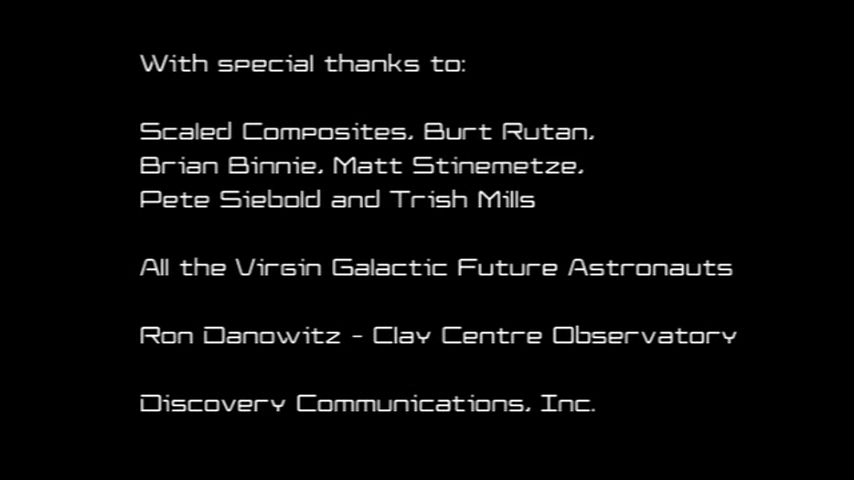 With special thanks to:
Scaled Composites, Burt Rutan,
Brian Binnie, Matt Stinemetze,
Pete Siebold and Trish Mills
All the Virgin Galactic Future Astronauts
Ron Danowitz - Clay Centre Observatory
Discovery Communications, Inc.